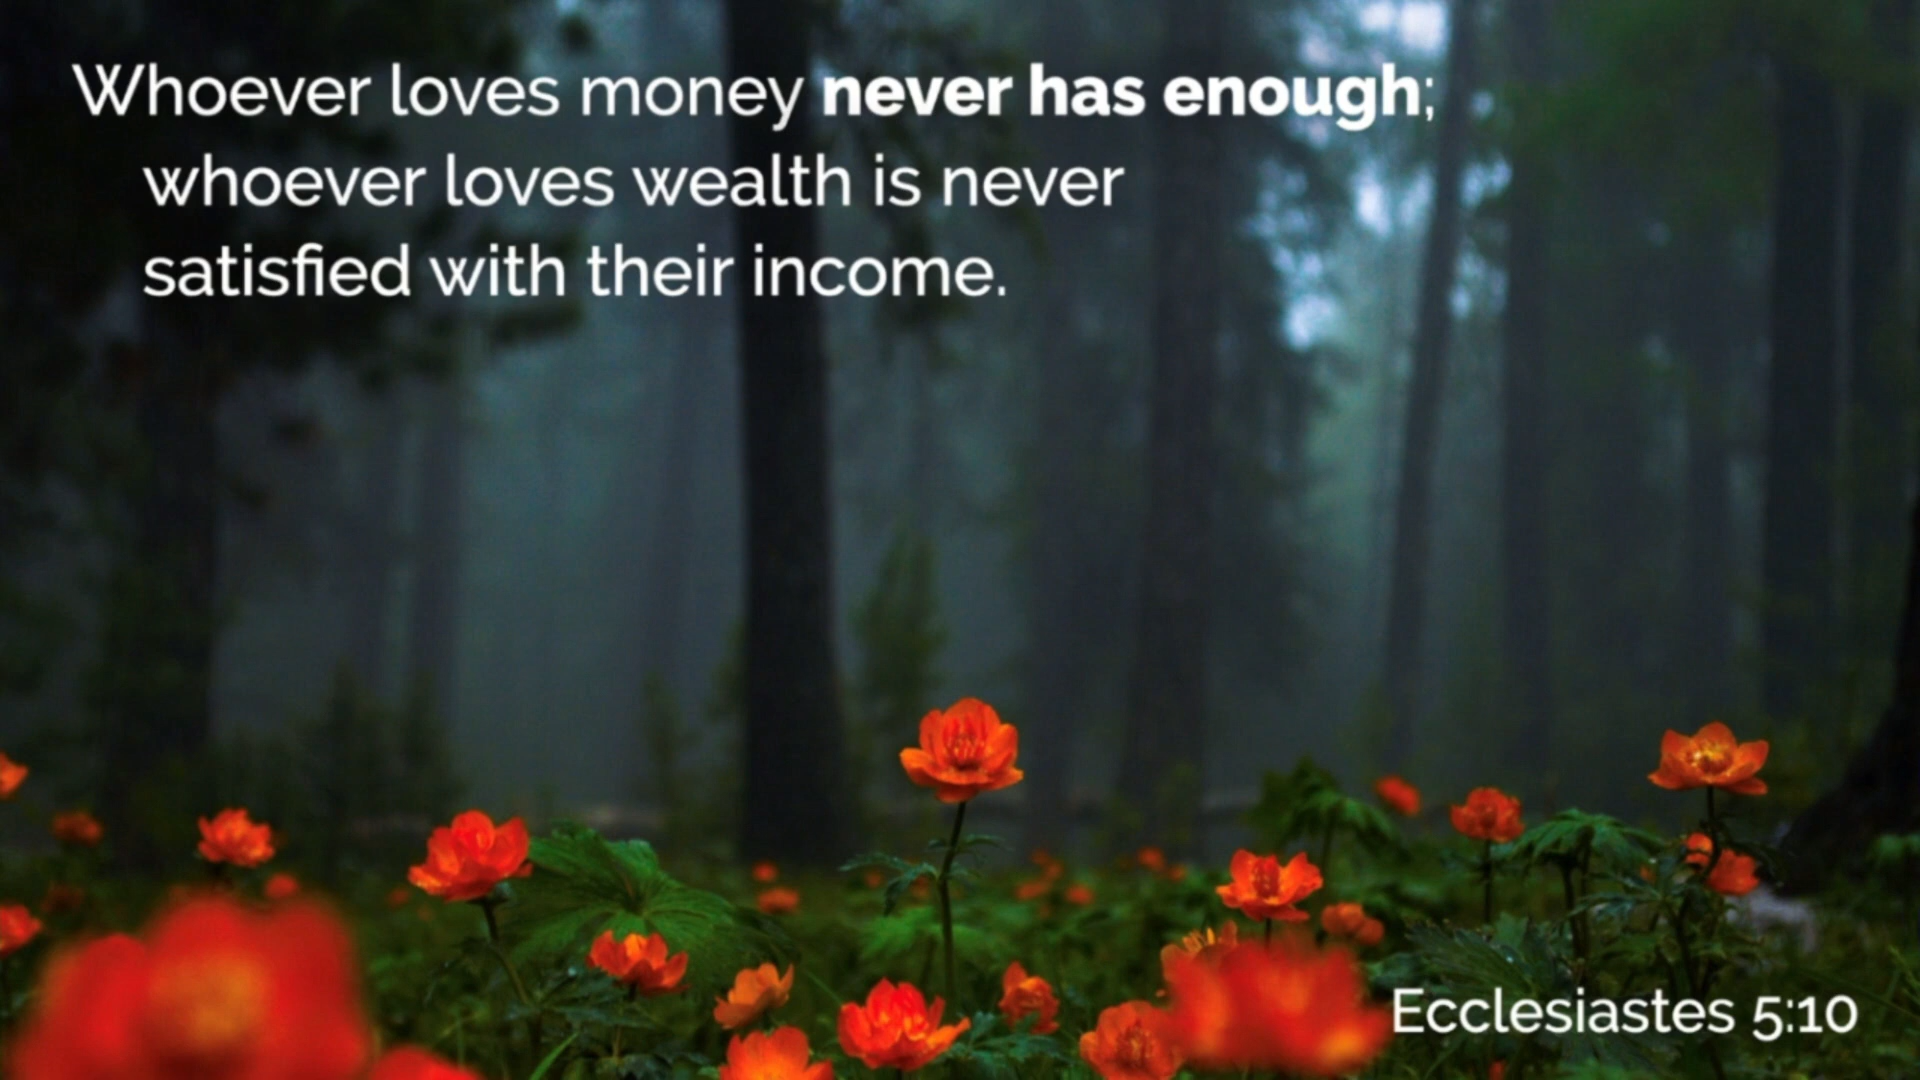 Whoever loves money never has enough;
whoever loves wealth is never
satisfied with their income.
Ecclesiastes 5:10